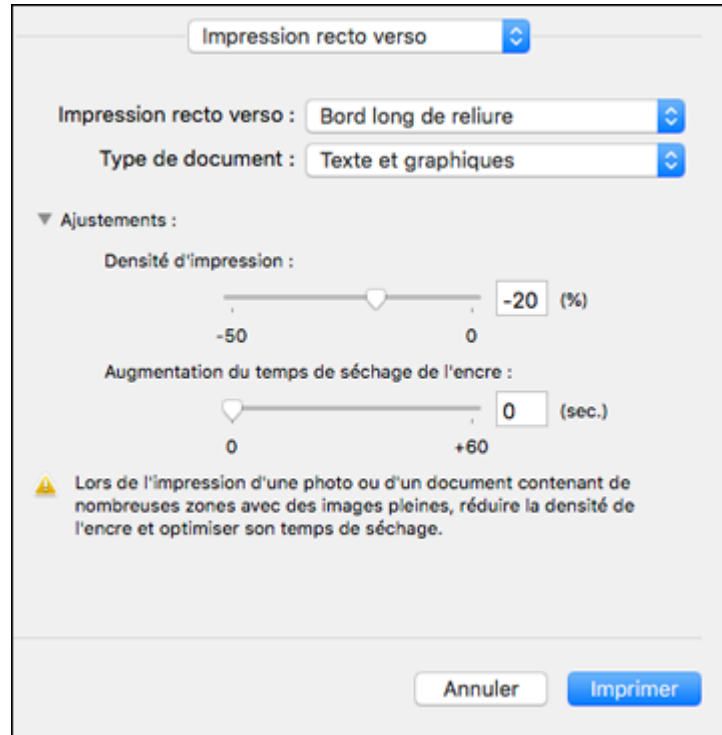 Impression recto verso
Impression recto verso : Bord long de reliure
Type de document : Texte et graphiques
Ajustements :
Densité d'impression :
-20 (%)
-50 0
Augmentation du temps de séchage de l'encre :
0 (sec.)
0 +60
Lors de l'impression d'une photo ou d'un document contenant de
nombreuses zones avec des images pleines, réduire la densité de
l'encre et optimiser son temps de séchage.
Annuler Imprimer